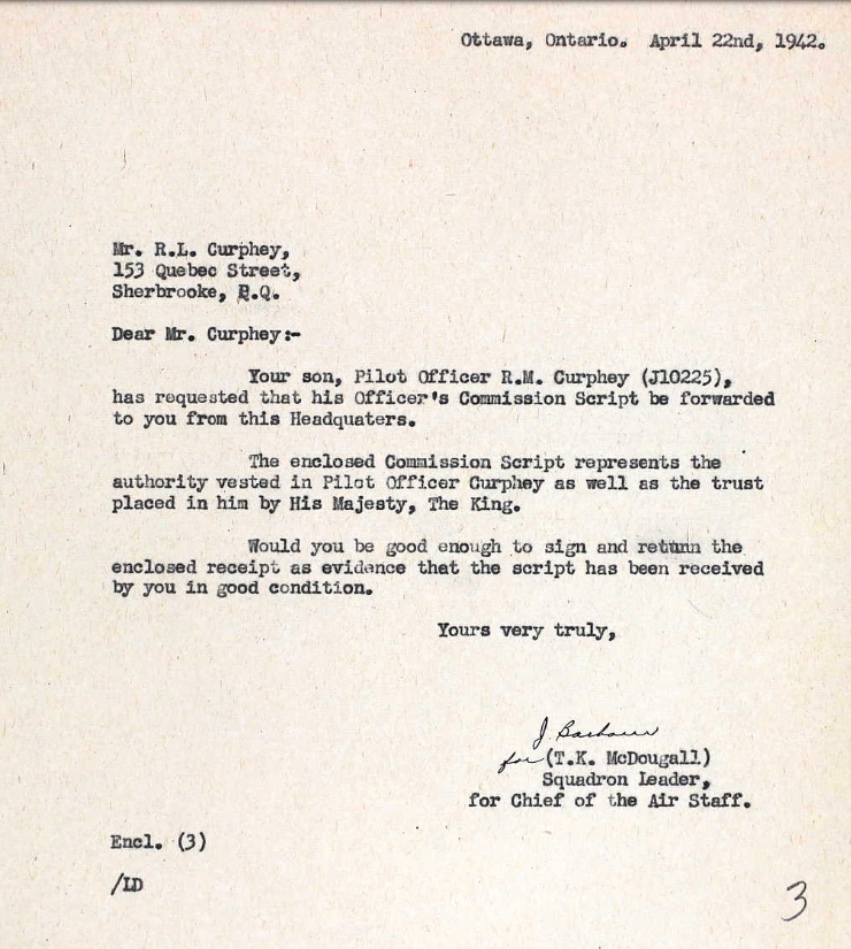 Ottawa, Ontario. April 22nd, 1942.
Mr. R.L. Curphey,
153 Quebec Street,
Sherbrooke, P.Q.
Dear Mr. Curphey:-
Your son, Pilot Officer R.M. Curphey (J10225),
has requested that his Officer's Commission Script be forwarded
to you from this Headquaters.
The enclosed Commission Script represents the
authority vested in Pilot Officer Curphey as well as the trust
placed in him by His Majesty, The King.
Would you be good enough to sign and return the
enclosed receipt as evidence that the script has been received
by you in good condition.
Yours very truly,
J.
for (T.K. McDougall)
Squadron Leader,
for Chief of the Air Staff.
Encl. (3)
/LD
3